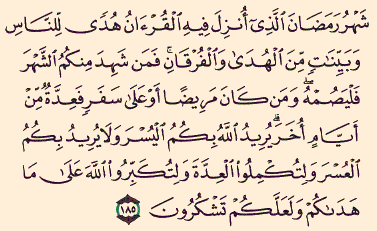 شَهْرُ رَمَضَانَ ٱلَّذِىٓ أُنزِلَ فِيهِ ٱلْقُرْءَانُ هُدًى لِّلنَّاسِ
وَبَيِّنَٰتٍ مِّنَ ٱلْهُدَىٰ وَٱلْفُرْقَانِ ۚ فَمَن شَهِدَ مِنكُمُ ٱلشَّهْرَ
فَلْيَصُمْهُ ۖ وَمَن كَانَ مَرِيضًا أَوْ عَلَىٰ سَفَرٍ فَعِدَّةٌ مِّنْ
أَيَّامٍ أُخَرَ ۗ يُرِيدُ ٱللَّهُ بِكُمُ ٱلْيُسْرَ وَلَا يُرِيدُ بِكُمُ
ٱلْعُسْرَ وَلِتُكْمِلُوا۟ ٱلْعِدَّةَ وَلِتُكَبِّرُوا۟ ٱللَّهَ عَلَىٰ مَا
هَدَىٰكُمْ وَلَعَلَّكُمْ تَشْكُرُونَ ١٨٥